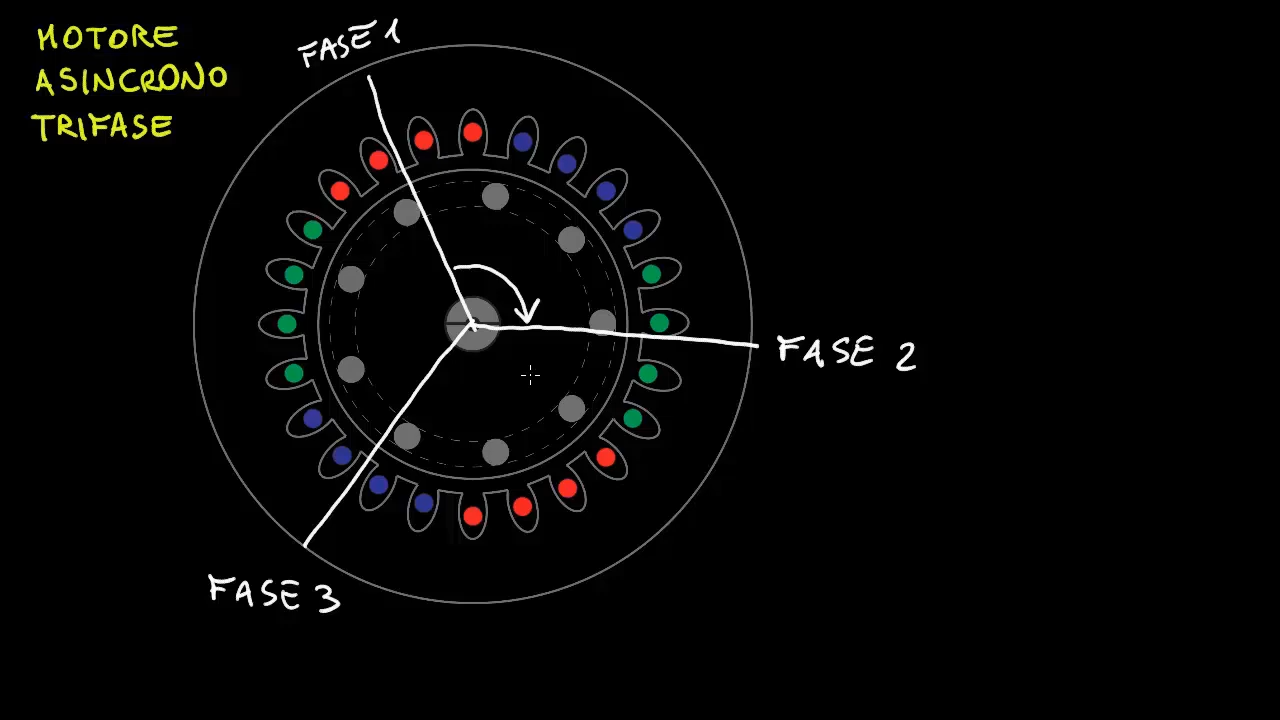 MOTORE
ASINCRONO
TRIFASE
FASE 1
FASE 2
FASE 3